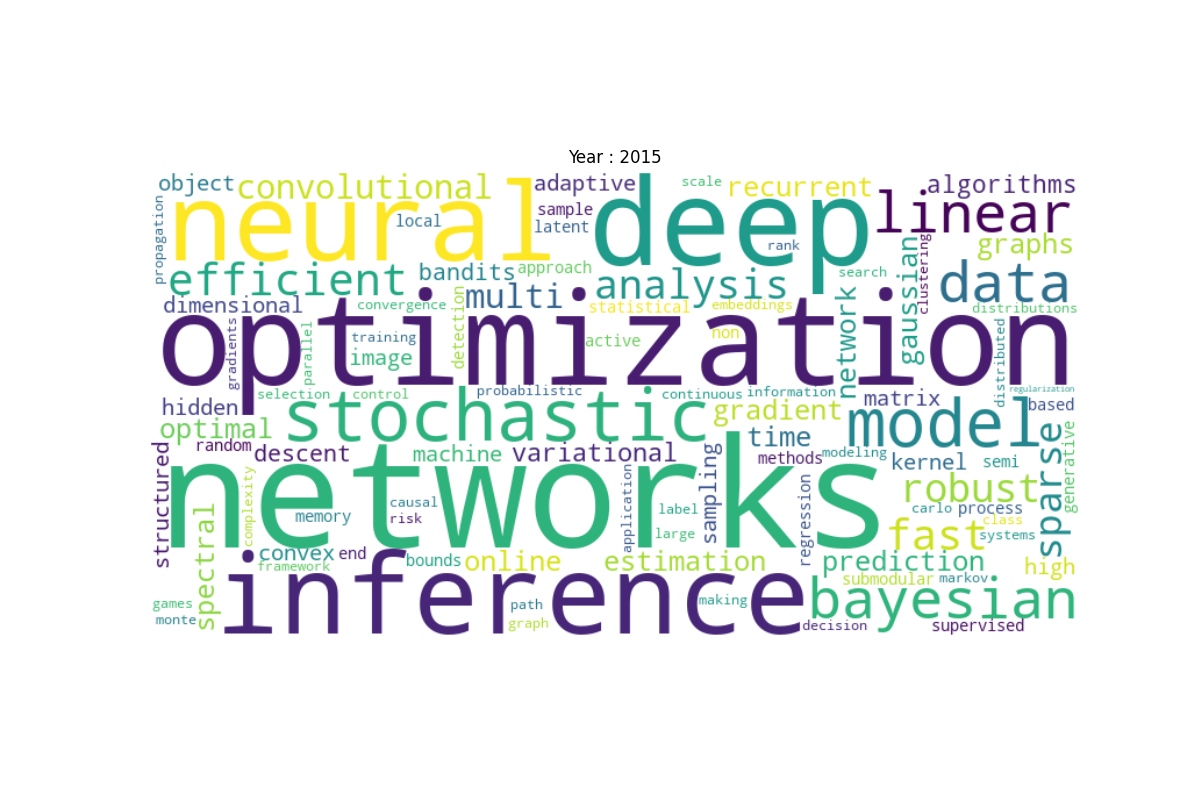 Year : 2015
object
convolutional
adaptive
scale
recurrent
algorithms
propagation
neural
local
sample
latent
deep
rank
linear
graphs
efficient
bandits
approach
analysis
search
gaussian
clustering
data
dimensional
convergence
detection
multi
statistical
embeddings
network
distributions
optimization
gradients
parallel
training
image
active
non
distributed
selection
control
probabilistic
continuous
information
regularization
hidden
stochastic
gradient
matrix
model
based
optimal
random
descent
machine
variational
time
methods
modeling
kernel
semi
sparse
generative
structured
networks
complexity
memory
causal
risk
application
label
large
sampling
regression
robust
carlo
process
class
fast
systems
spectral
convex
end
framework
bounds
online
estimation
prediction
submodular
markov
high
games
monte
inference
path
graph
making
decision
bayesian
supervised